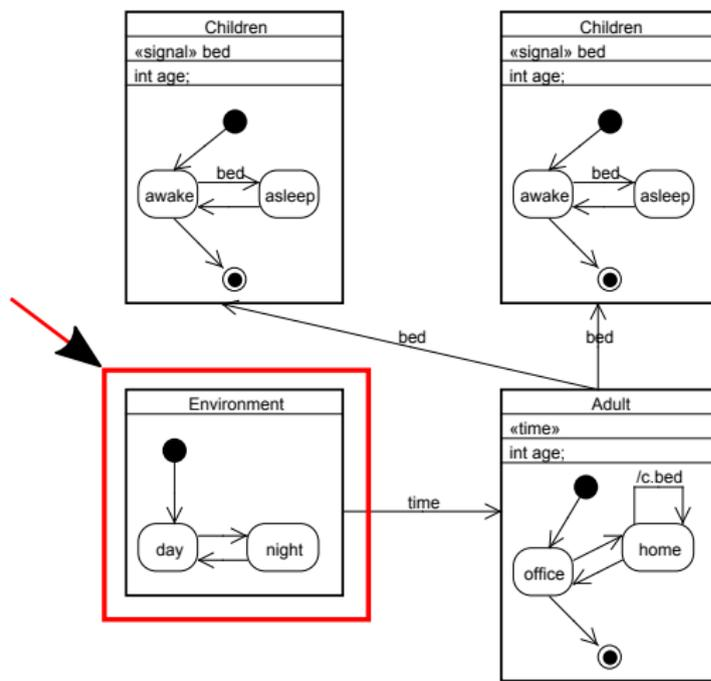 Children
«signal» bed
int age;
bed
awake
asleep
Children
«signal» bed
int age;
bed
awake
asleep
bed
bed
Environment
day
night
time
Adult
«time»
int age;
/c.bed
home
office